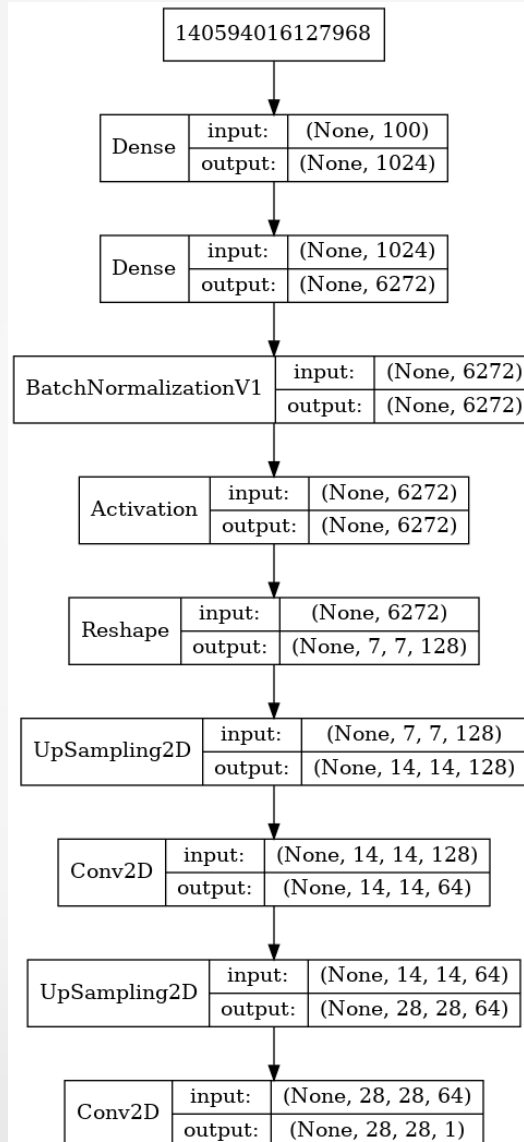 140594016127968
Dense input: (None, 100)
output: (None, 1024)
Dense input: (None, 1024)
output: (None, 6272)
BatchNormalizationV1 input: (None, 6272)
output: (None, 6272)
Activation input: (None, 6272)
output: (None, 6272)
Reshape input: (None, 6272)
output: (None, 7, 7, 128)
UpSampling2D input: (None, 7, 7, 128)
output: (None, 14, 14, 128)
Conv2D input: (None, 14, 14, 128)
output: (None, 14, 14, 64)
UpSampling2D input: (None, 14, 14, 64)
output: (None, 28, 28, 64)
Conv2D input: (None, 28, 28, 64)
output: (None, 28, 28, 1)